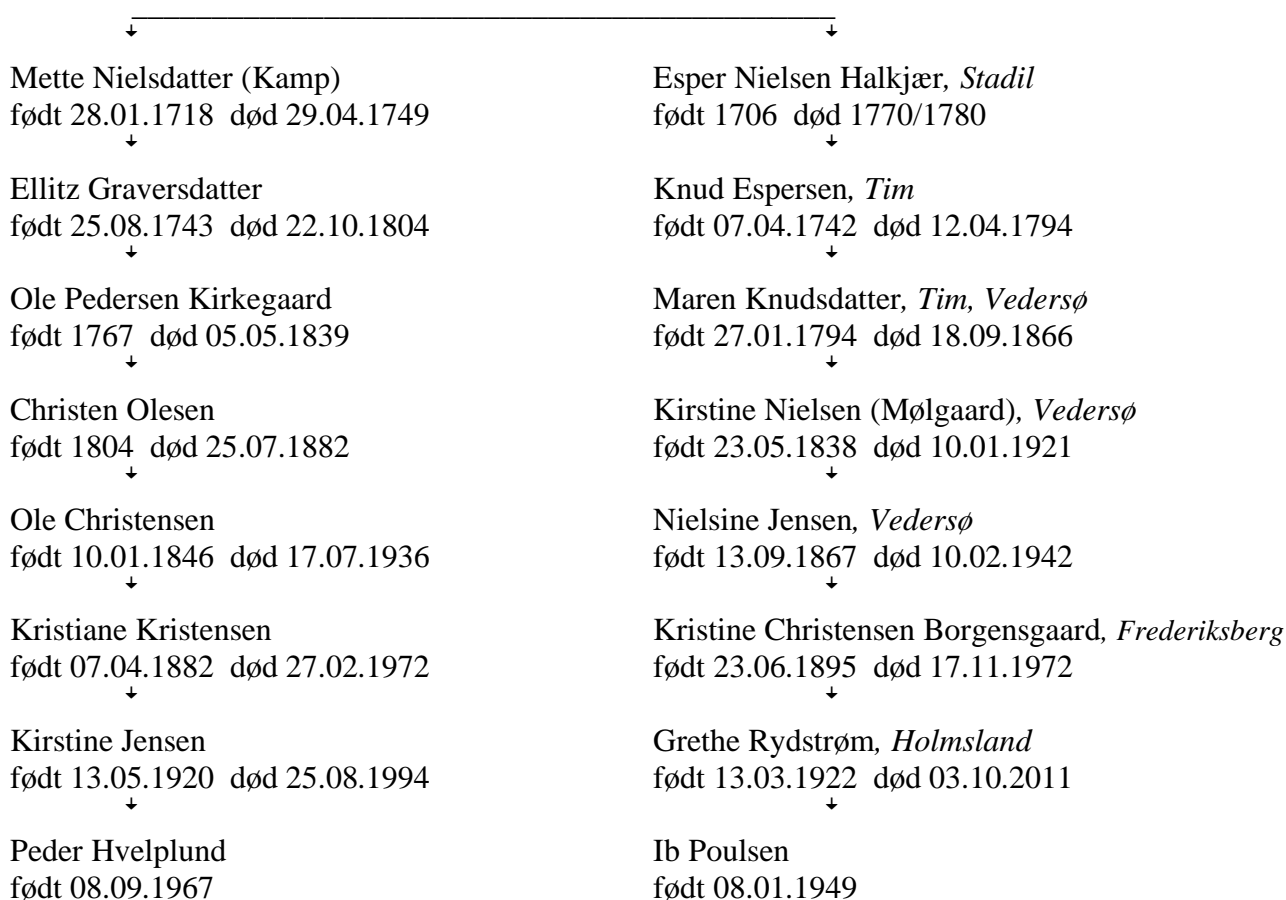 Mette Nielsdatter (Kamp)
født 28.01.1718 død 29.04.1749
Ellitz Graversdatter
født 25.08.1743 død 22.10.1804
Ole Pedersen Kirkegaard
født 1767 død 05.05.1839
Christen Olesen
født 1804 død 25.07.1882
Ole Christensen
født 10.01.1846 død 17.07.1936
Kristiane Kristensen
født 07.04.1882 død 27.02.1972
Kirstine Jensen
født 13.05.1920 død 25.08.1994
Peder Hvelplund
født 08.09.1967
Esper Nielsen Halkjær, Stadil
født 1706 død 1770/1780
Knud Espersen, Tim
født 07.04.1742 død 12.04.1794
Maren Knudsdatter, Tim, Vedersø
født 27.01.1794 død 18.09.1866
Kirstine Nielsen (Mølgaard), Vedersø
født 23.05.1838 død 10.01.1921
Nielsine Jensen, Vedersø
født 13.09.1867 død 10.02.1942
Kristine Christensen Borgensgaard, Frederiksberg
født 23.06.1895 død 17.11.1972
Grethe Rydstrøm, Holmsland
født 13.03.1922 død 03.10.2011
Ib Poulsen
født 08.01.1949